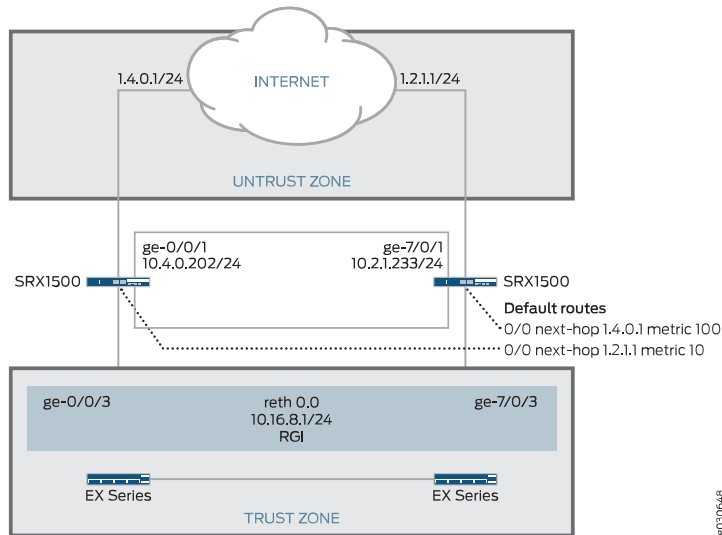 1.4.0.1/24
INTERNET
1.2.1.1/24
UNTRUST ZONE
ge-0/0/1
10.4.0.202/24
ge-7/0/1
10.2.1.233/24
SRX1500
SRX1500
Default routes
0/0 next-hop 1.4.0.1 metric 100
0/0 next-hop 1.2.1.1 metric 10
ge-0/0/3
reth 0.0
10.16.8.1/24
RGI
ge-7/0/3
EX Series
EX Series
TRUST ZONE
g030648